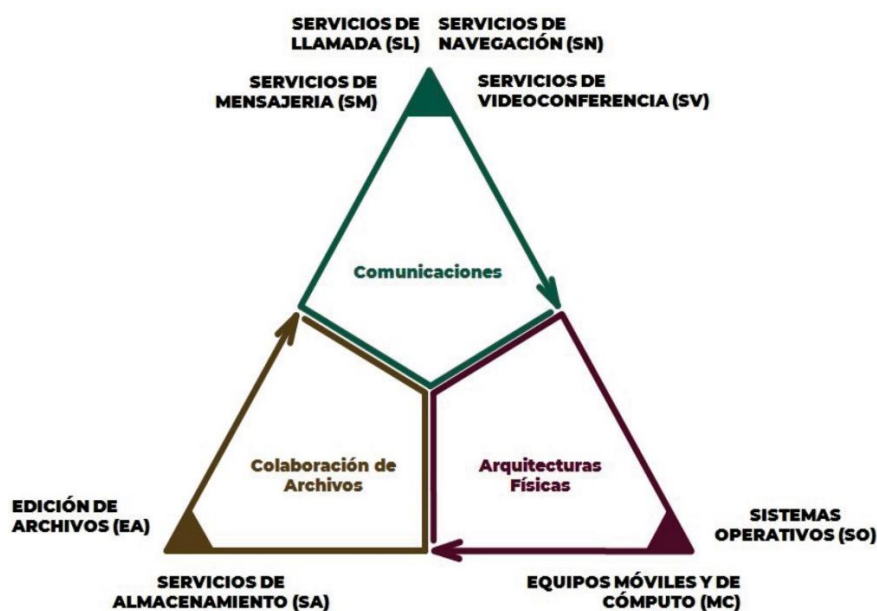 SERVICIOS DE
LLAMADA (SL)
SERVICIOS DE
NAVEGACIÓN (SN)
SERVICIOS DE
MENSAJERIA (SM)
SERVICIOS DE
VIDEOCONFERENCIA (SV)
Comunicaciones
Colaboración de
Archivos
Arquitecturas
Físicas
EDICIÓN DE
ARCHIVOS (EA)
SISTEMAS
OPERATIVOS (SO)
SERVICIOS DE
ALMACENAMIENTO (SA)
EQUIPOS MÓVILES Y DE
CÓMPUTO (MC)